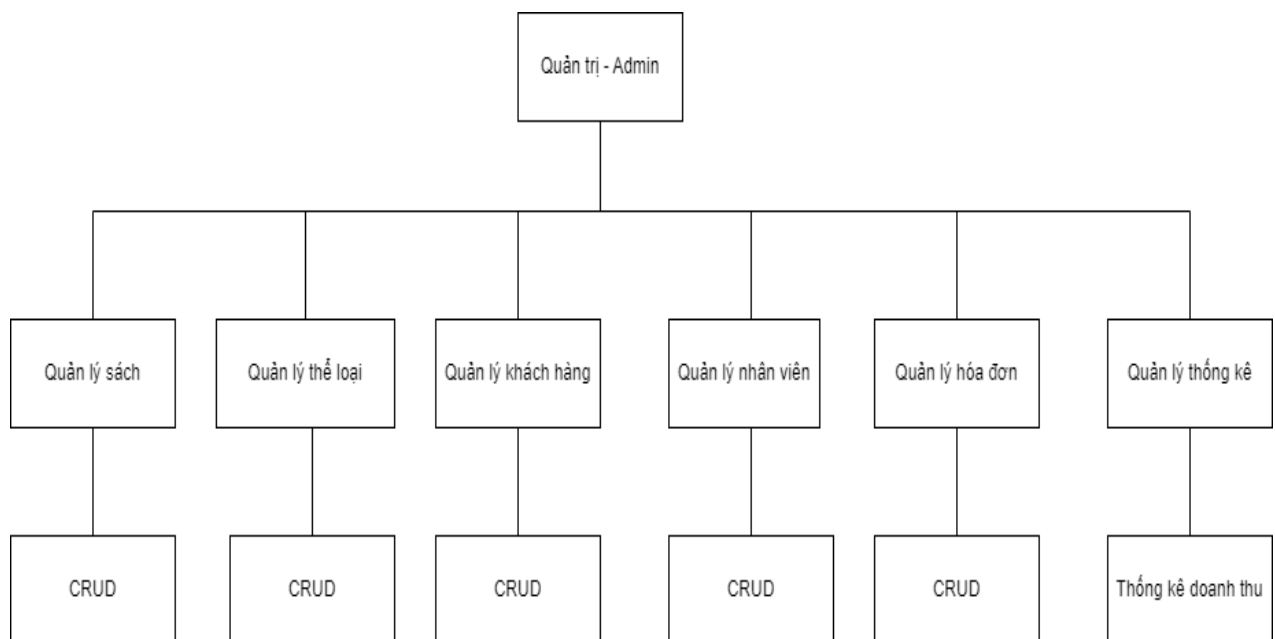 Quản trị - Admin
Quản lý sách
Quản lý thể loại
Quản lý khách hàng
Quản lý nhân viên
Quản lý hóa đơn
Quản lý thống kê
CRUD
CRUD
CRUD
CRUD
CRUD
Thống kê doanh thu